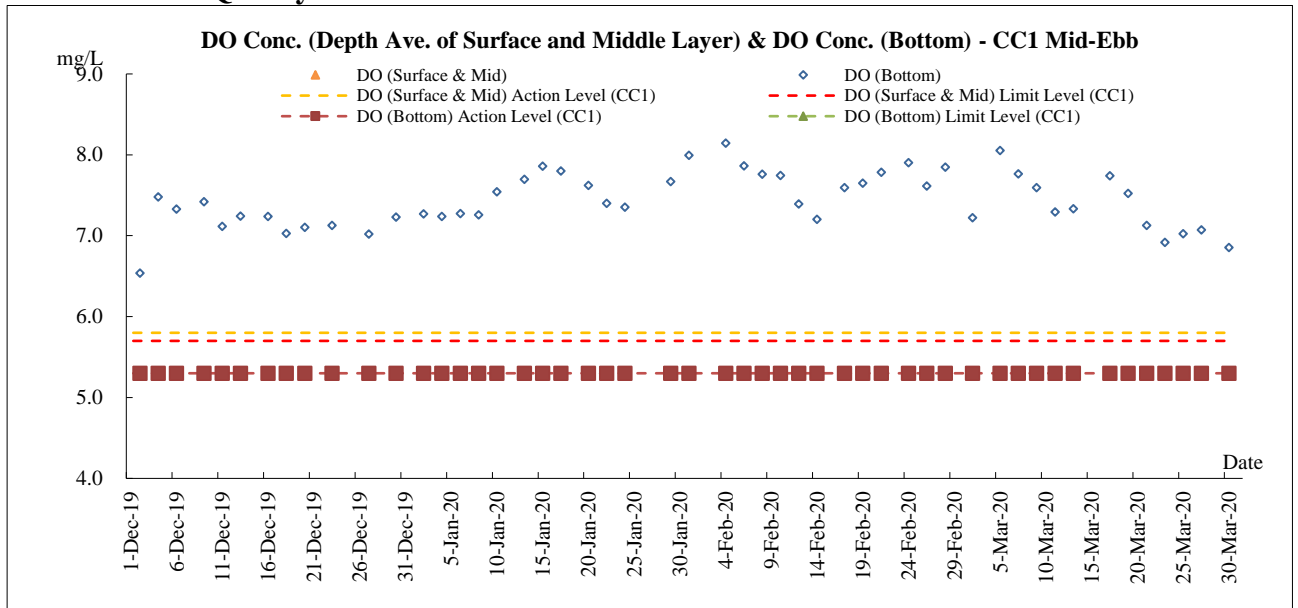 DO Conc. (Depth Ave. of Surface and Middle Layer) & DO Conc. (Bottom) - CC1 Mid-Ebb
mg/L
DO (Surface & Mid)
DO (Bottom)
DO (Surface & Mid) Action Level (CC1)
DO (Surface & Mid) Limit Level (CC1)
DO (Bottom) Action Level (CC1)
DO (Bottom) Limit Level (CC1)
9.0
8.0
7.0
6.0
5.0
4.0
Date
1-Dec-19
6-Dec-19
11-Dec-19
16-Dec-19
21-Dec-19
26-Dec-19
31-Dec-19
5-Jan-20
10-Jan-20
15-Jan-20
20-Jan-20
25-Jan-20
30-Jan-20
4-Feb-20
9-Feb-20
14-Feb-20
19-Feb-20
24-Feb-20
29-Feb-20
5-Mar-20
10-Mar-20
15-Mar-20
20-Mar-20
25-Mar-20
30-Mar-20